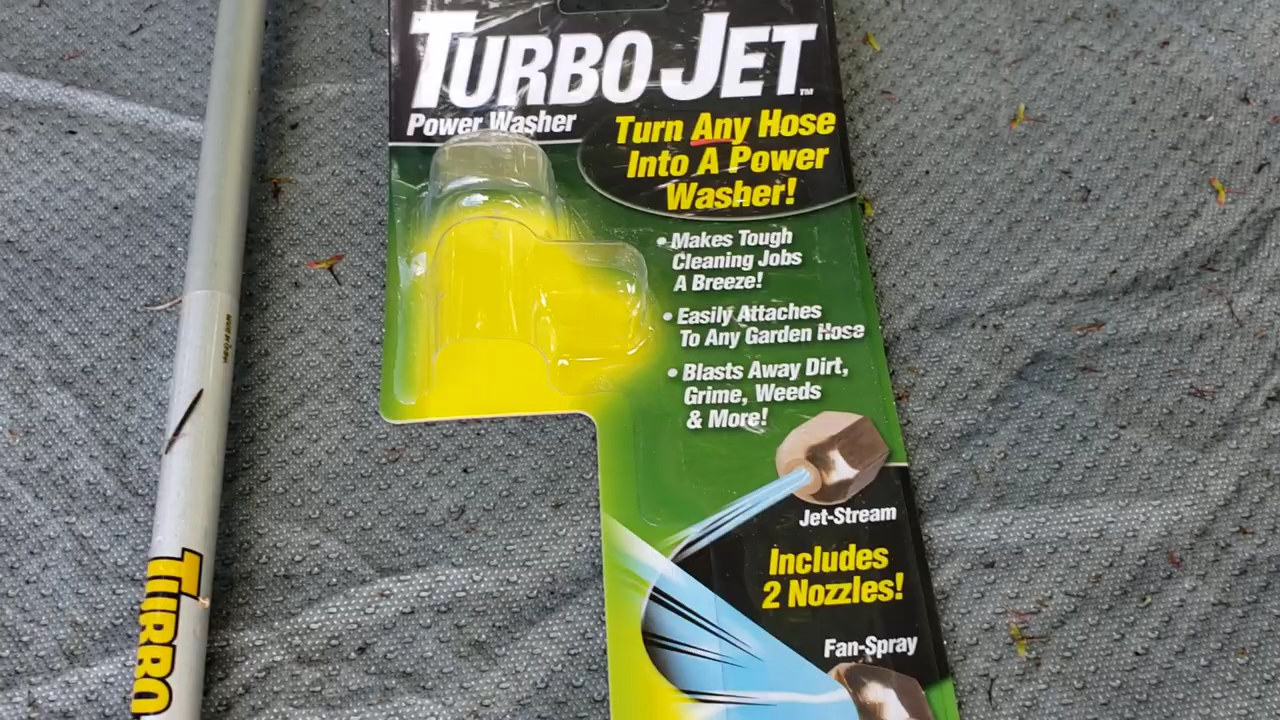 TURBO JET™
Power Washer
Turn Any Hose
Into A Power
Washer!
• Makes Tough
Cleaning Jobs
A Breeze!
• Easily Attaches
To Any Garden Hose
• Blasts Away Dirt,
Grime, Weeds
& More!
Jet-Stream
Includes
2 Nozzles!
Fan-Spray
TURBO